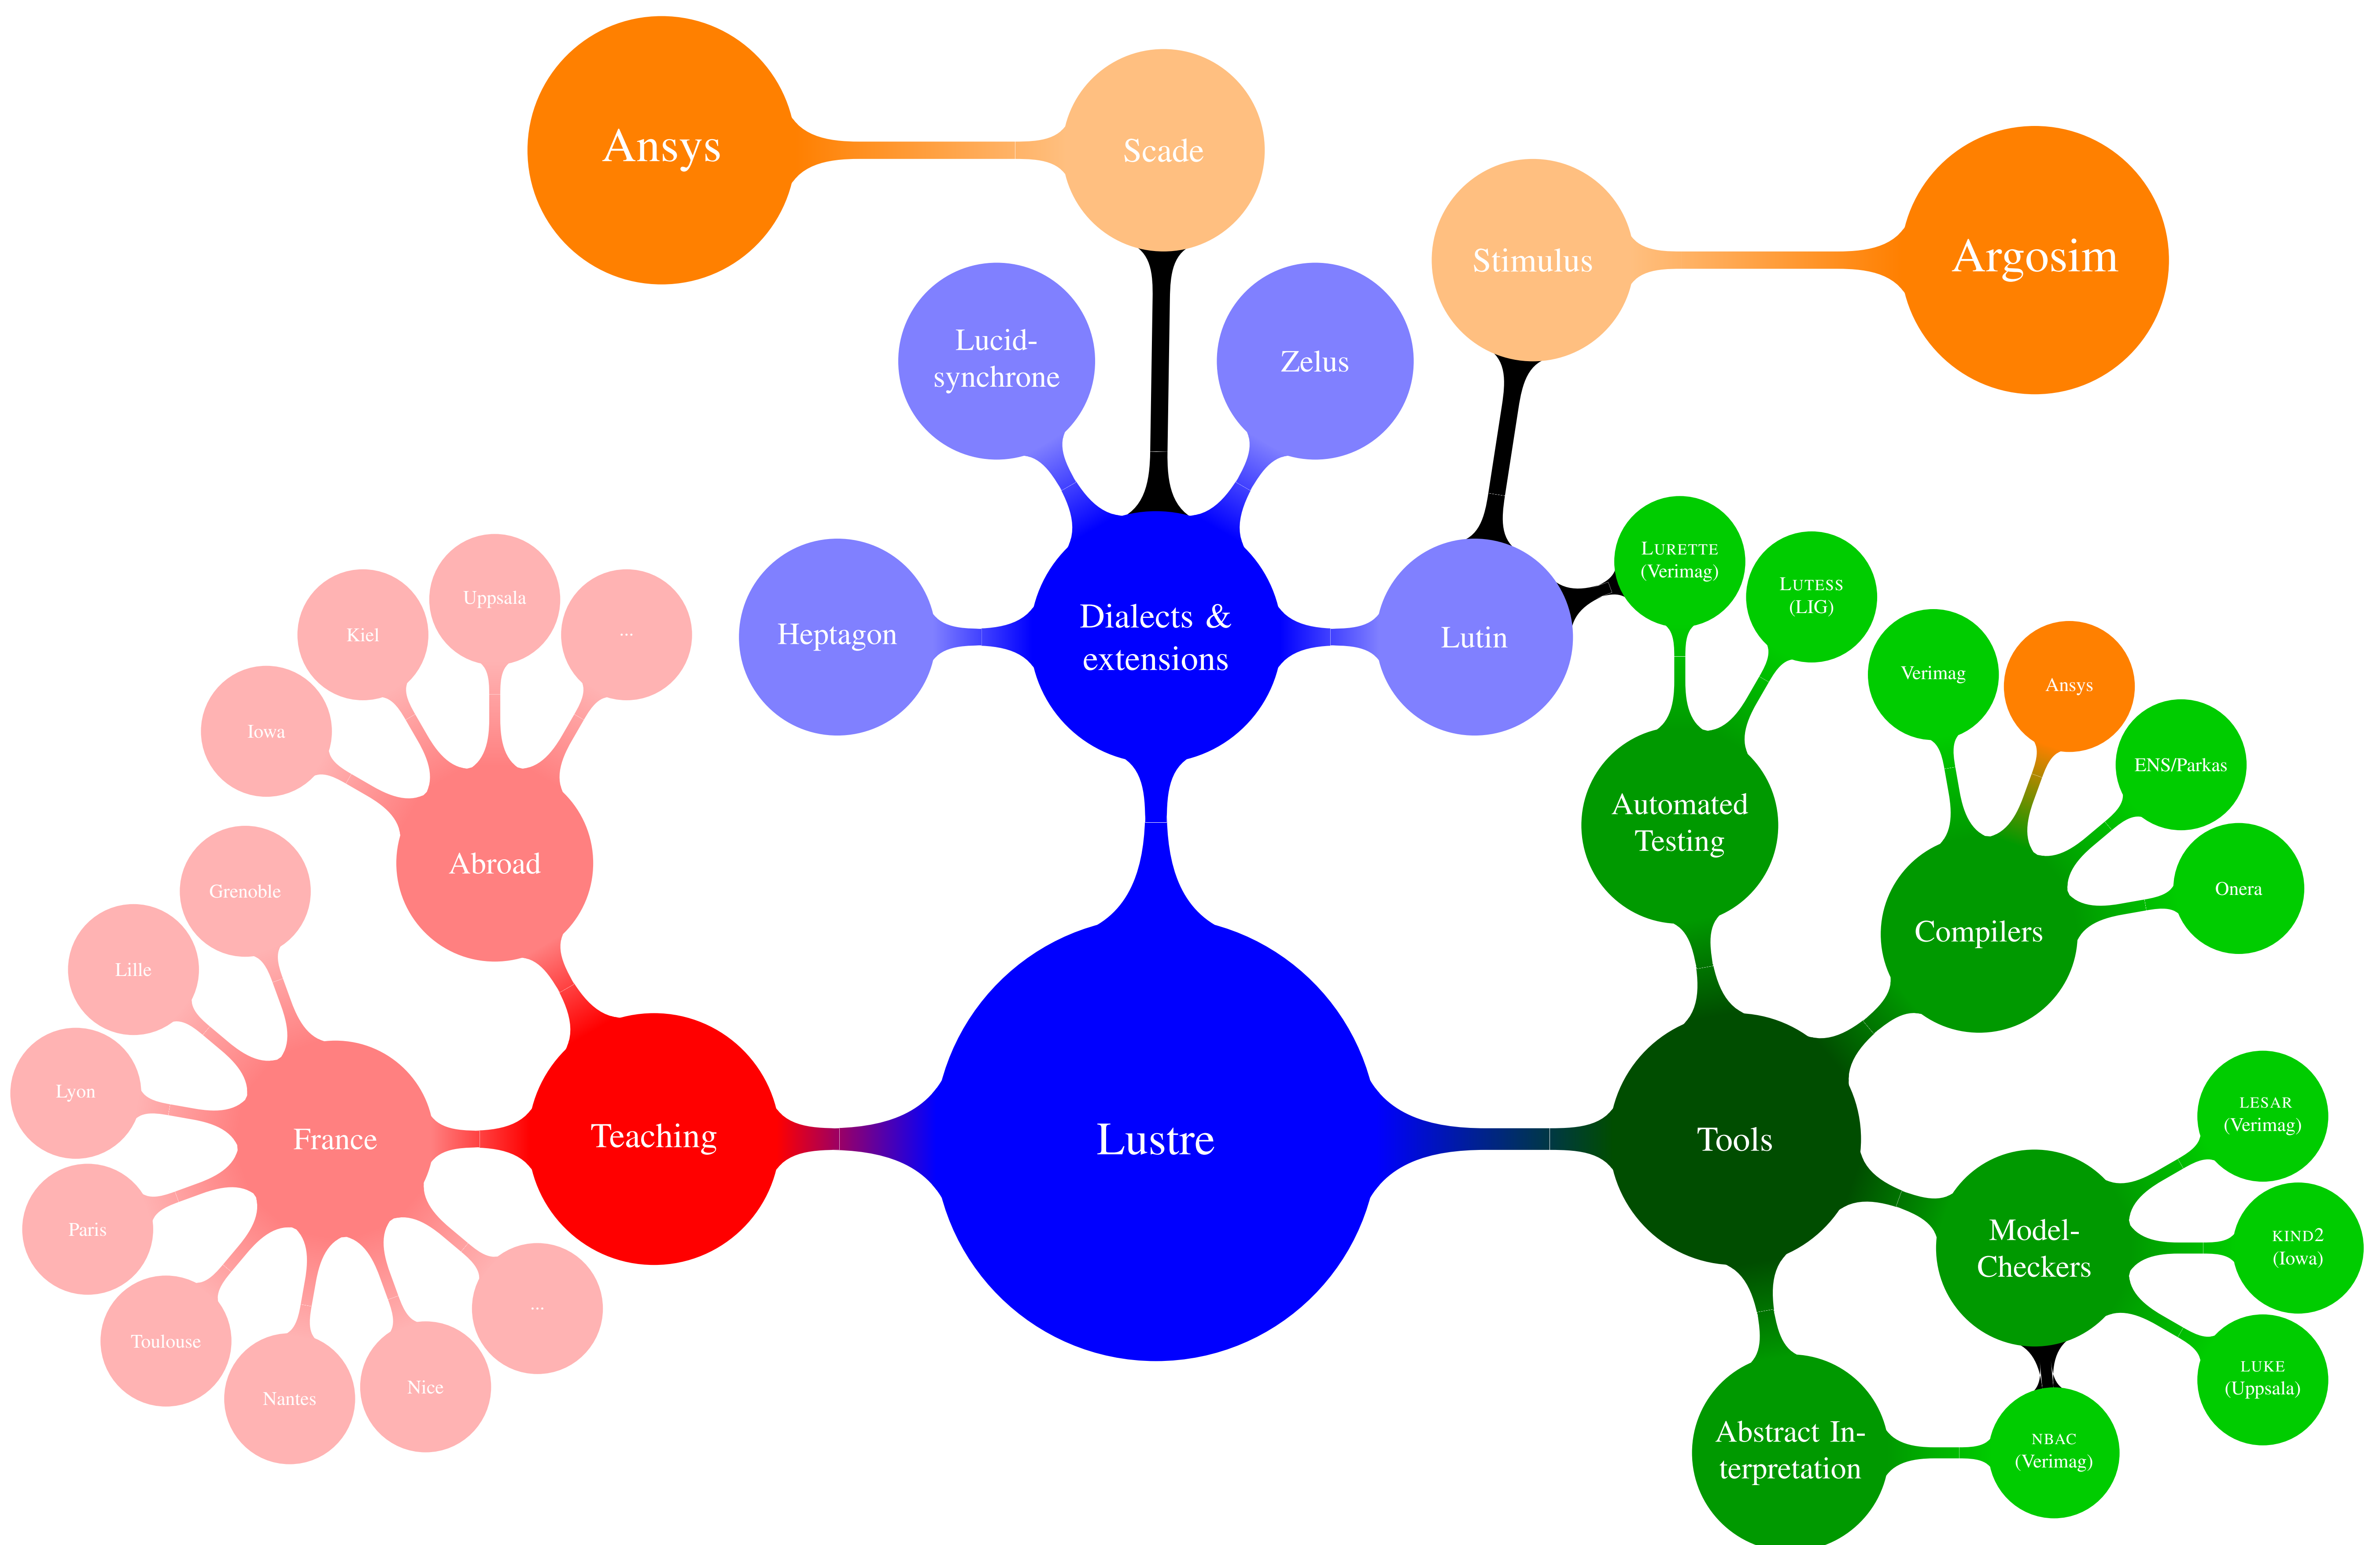 Ansys
Scade
Stimulus
Argosim
Lucid-
synchrone
Zelus
Heptagon
Dialects &
extensions
Lutin
LURETTE
(Verimag)
LUTESS
(LIG)
Verimag
Ansys
ENS/Parkas
Onera
Automated
Testing
Compilers
Uppsala
Kiel
...
Iowa
Abroad
Grenoble
Lille
Lyon
France
Teaching
Lustre
Tools
Paris
Toulouse
Nantes
Nice
...
Model-
Checkers
LESAR
(Verimag)
KIND2
(Iowa)
LUKE
(Uppsala)
Abstract In-
terpretation
NBAC
(Verimag)